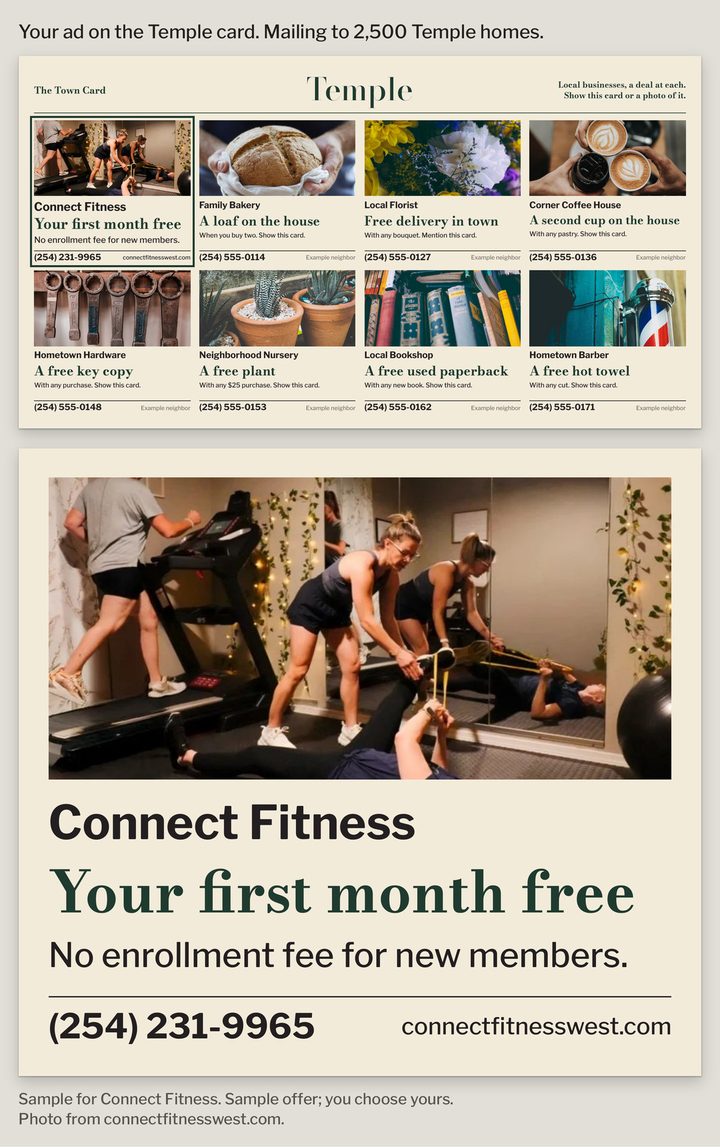 Your ad on the Temple card. Mailing to 2,500 Temple homes.
The Town Card
Temple
Local businesses, a deal at each.
Show this card or a photo of it.
Connect Fitness
Your first month free
No enrollment fee for new members.
(254) 231-9965 connectfitnesswest.com
Family Bakery
A loaf on the house
When you buy two. Show this card.
(254) 555-0114 Example neighbor
Local Florist
Free delivery in town
With any bouquet. Mention this card.
(254) 555-0127 Example neighbor
Corner Coffee House
A second cup on the house
With any pastry. Show this card.
(254) 555-0136 Example neighbor
Hometown Hardware
A free key copy
With any purchase. Show this card.
(254) 555-0148 Example neighbor
Neighborhood Nursery
A free plant
With any $25 purchase. Show this card.
(254) 555-0153 Example neighbor
Local Bookshop
A free used paperback
With any new book. Show this card.
(254) 555-0162 Example neighbor
Hometown Barber
A free hot towel
With any cut. Show this card.
(254) 555-0171 Example neighbor
Connect Fitness
Your first month free
No enrollment fee for new members.
(254) 231-9965 connectfitnesswest.com
Sample for Connect Fitness. Sample offer; you choose yours.
Photo from connectfitnesswest.com.